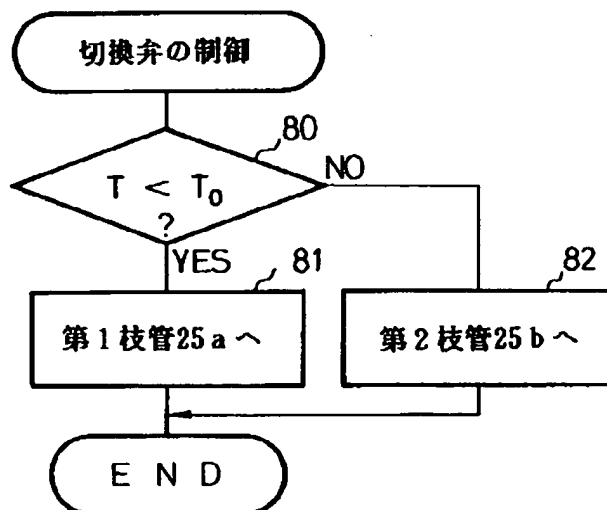 切換弁の制御
80
T < T₀
?
NO
YES
81
82
第1枝管25aへ
第2枝管25bへ
END